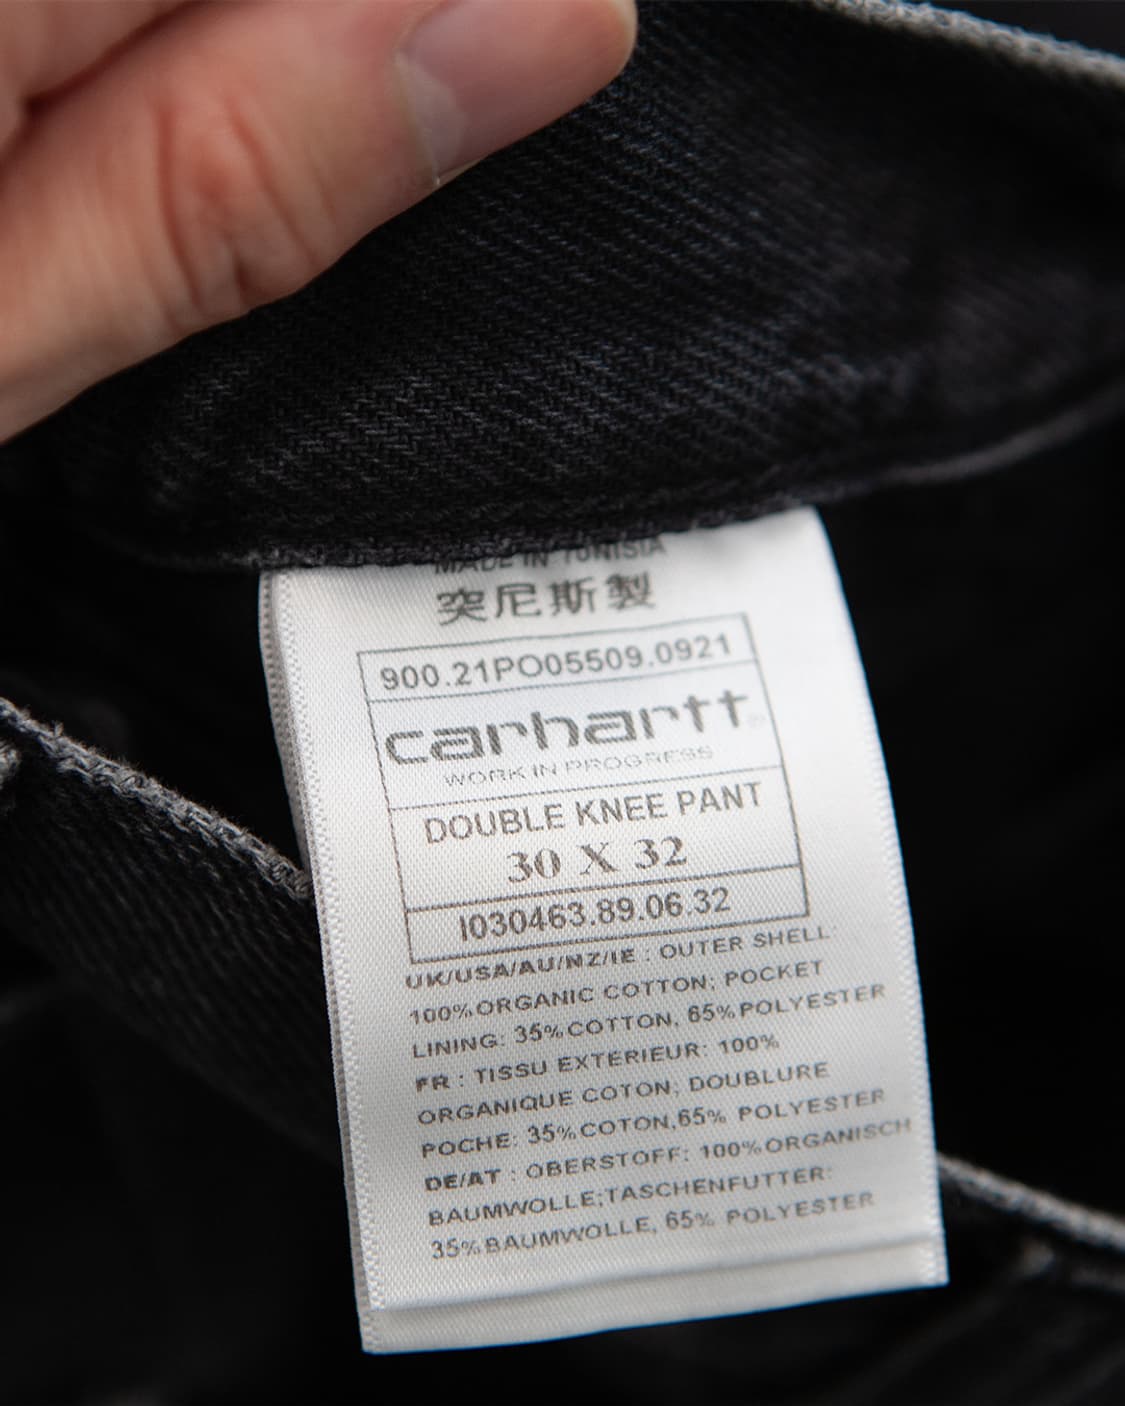 MADE IN TUNISIA
突尼斯製
900.21PO05509.0921
carhartt
WORK IN PROGRESS
DOUBLE KNEE PANT
30 X 32
I030463.89.06.32
UK/USA/AU/NZ/IE : OUTER SHELL:
100%ORGANIC COTTON; POCKET
LINING: 35%COTTON, 65%POLYESTER
FR : TISSU EXTERIEUR: 100%
ORGANIQUE COTON; DOUBLURE
POCHE: 35%COTON,65% POLYESTER
DE/AT : OBERSTOFF: 100%ORGANISCH
BAUMWOLLE;TASCHENFUTTER:
35%BAUMWOLLE, 65% POLYESTER